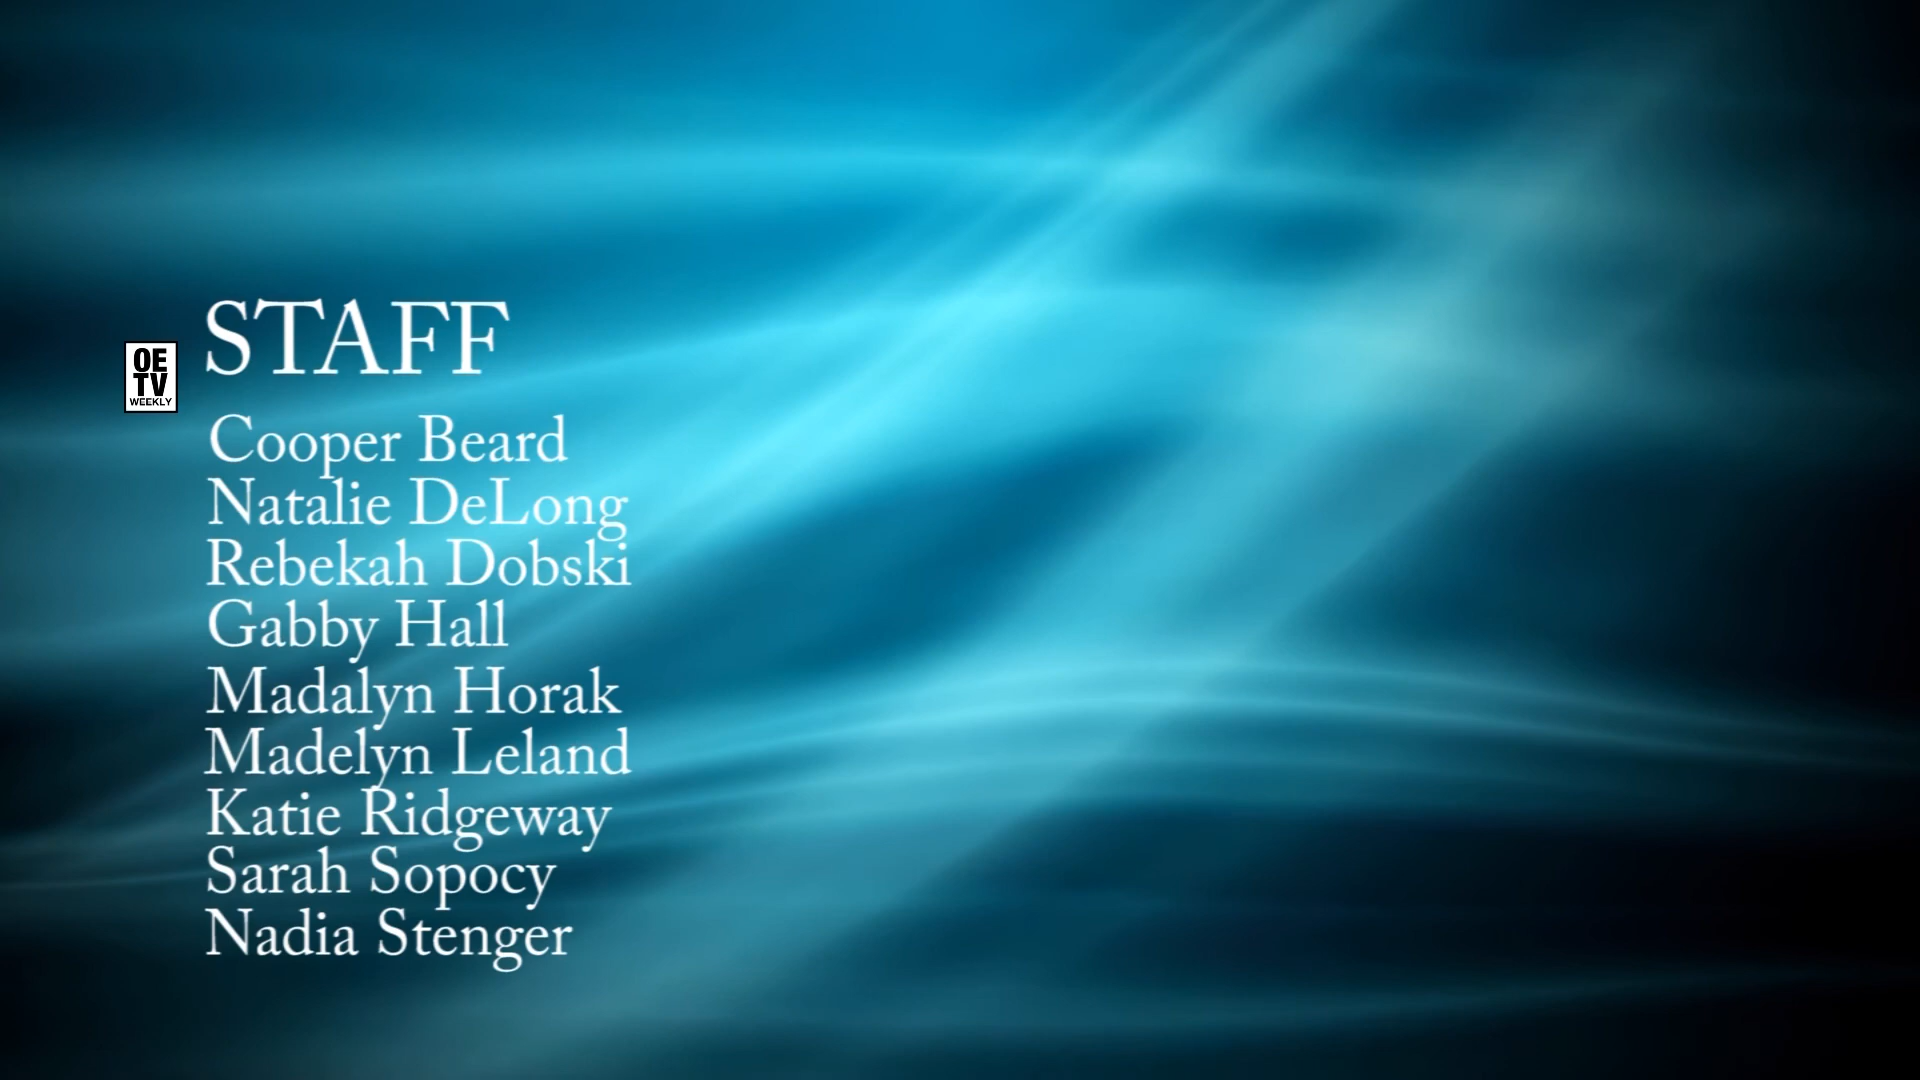 STAFF
OE
TV
WEEKLY
Cooper Beard
Natalie DeLong
Rebekah Dobski
Gabby Hall
Madalyn Horak
Madelyn Leland
Katie Ridgeway
Sarah Sopocy
Nadia Stenger